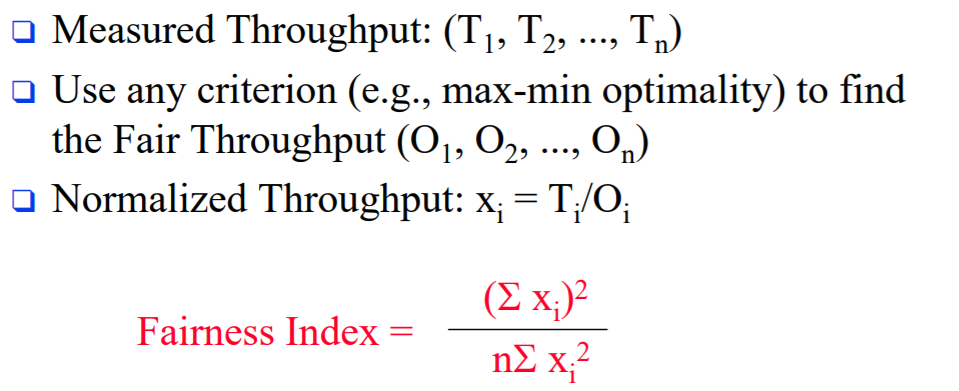 ❑ Measured Throughput: (T₁, T₂, ..., Tₙ)
❑ Use any criterion (e.g., max-min optimality) to find
the Fair Throughput (O₁, O₂, ..., Oₙ)
❑ Normalized Throughput: xᵢ = Tᵢ/Oᵢ
(Σ xᵢ)²
Fairness Index =
nΣ xᵢ²